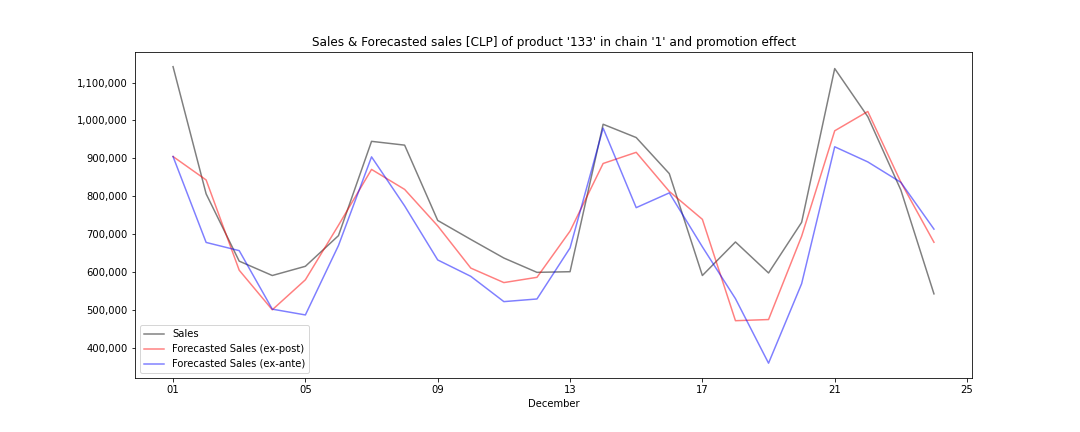 Sales & Forecasted sales [CLP] of product '133' in chain '1' and promotion effect
1,100,000
1,000,000
900,000
800,000
700,000
600,000
500,000
400,000
Sales
Forecasted Sales (ex-post)
Forecasted Sales (ex-ante)
01 05 09 13 17 21 25
December